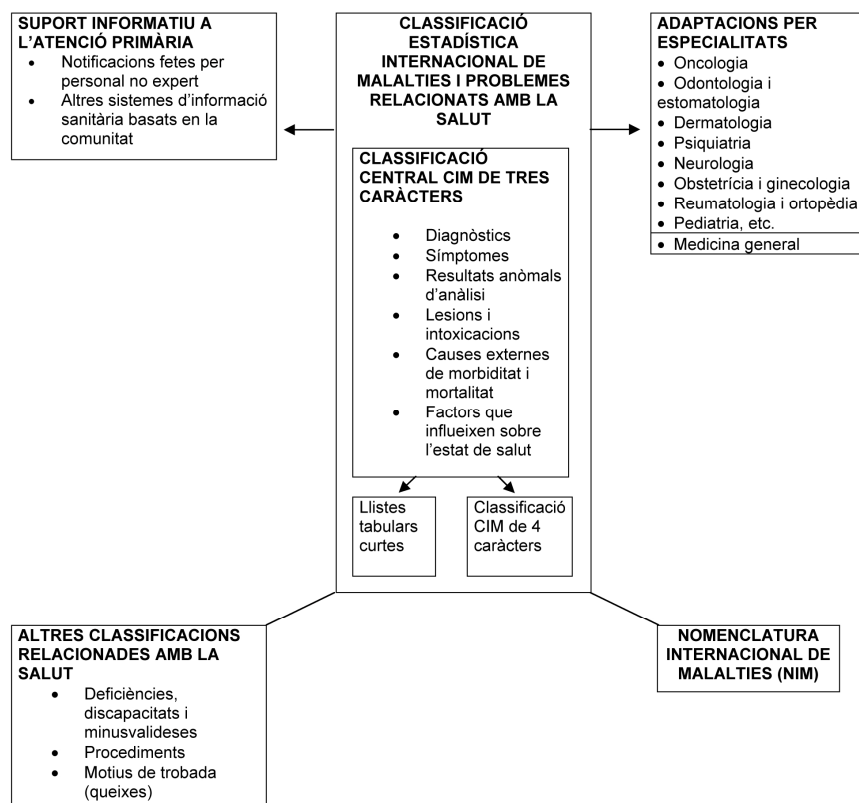 SUPORT INFORMATIU A
L’ATENCIÓ PRIMÀRIA
• Notificacions fetes per
personal no expert
• Altres sistemes d’informació
sanitària basats en la
comunitat
CLASSIFICACIÓ
ESTADÍSTICA
INTERNACIONAL DE
MALALTIES I PROBLEMES
RELACIONATS AMB LA
SALUT
CLASSIFICACIÓ
CENTRAL CIM DE TRES
CARÀCTERS
• Diagnòstics
• Símptomes
• Resultats anòmals
d’anàlisi
• Lesions i
intoxicacions
• Causes externes
de morbiditat i
mortalitat
• Factors que
influeixen sobre
l’estat de salut
Llistes
tabulars
curtes
Classificació
CIM de 4
caràcters
ADAPTACIONS PER
ESPECIALITATS
• Oncologia
• Odontologia i
estomatologia
• Dermatologia
• Psiquiatria
• Neurologia
• Obstetrícia i ginecologia
• Reumatologia i ortopèdia
• Pediatria, etc.
• Medicina general
ALTRES CLASSIFICACIONS
RELACIONADES AMB LA
SALUT
• Deficiències,
discapacitats i
minusvalideses
• Procediments
• Motius de trobada
(queixes)
NOMENCLATURA
INTERNACIONAL DE
MALALTIES (NIM)